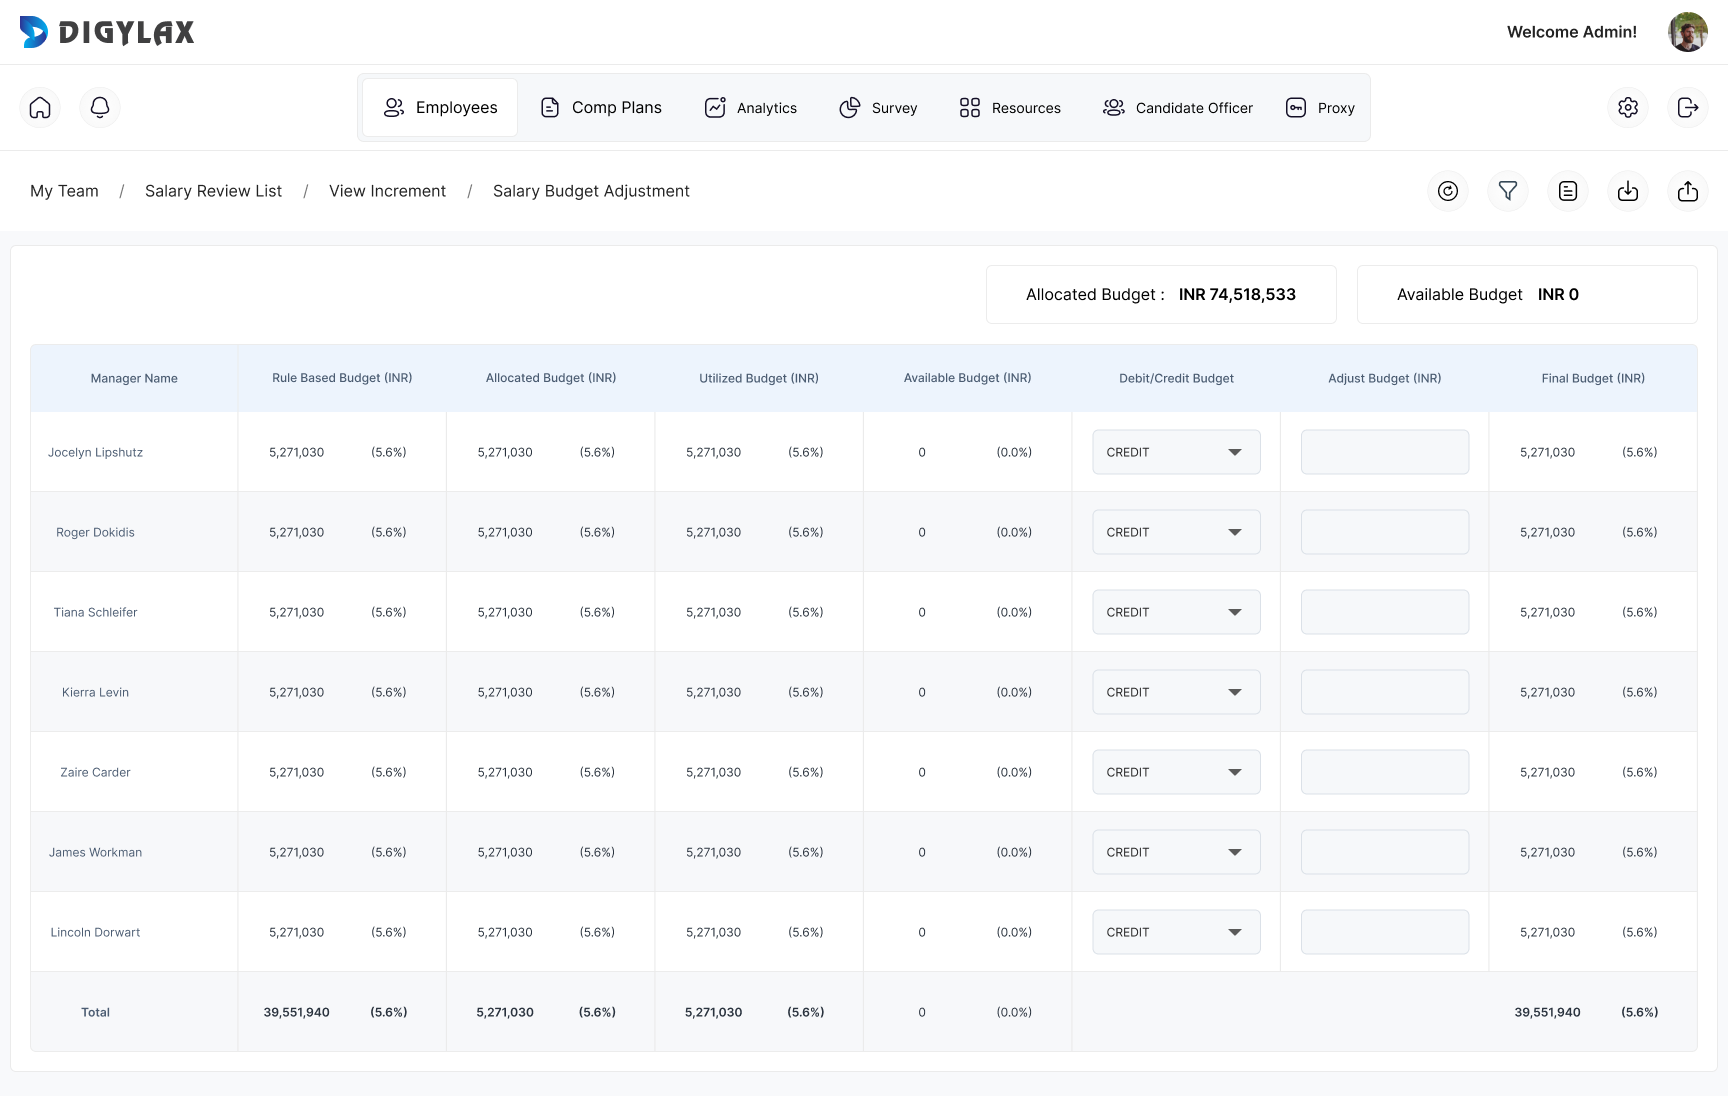 DIGYLAX
Welcome Admin!
Employees Comp Plans Analytics Survey Resources Candidate Officer Proxy
My Team / Salary Review List / View Increment / Salary Budget Adjustment
Allocated Budget : INR 74,518,533 Available Budget INR 0
Manager Name Rule Based Budget (INR) Allocated Budget (INR) Utilized Budget (INR) Available Budget (INR) Debit/Credit Budget Adjust Budget (INR) Final Budget (INR)
Jocelyn Lipshutz 5,271,030 (5.6%) 5,271,030 (5.6%) 5,271,030 (5.6%) 0 (0.0%) CREDIT 5,271,030 (5.6%)
Roger Dokidis 5,271,030 (5.6%) 5,271,030 (5.6%) 5,271,030 (5.6%) 0 (0.0%) CREDIT 5,271,030 (5.6%)
Tiana Schleifer 5,271,030 (5.6%) 5,271,030 (5.6%) 5,271,030 (5.6%) 0 (0.0%) CREDIT 5,271,030 (5.6%)
Kierra Levin 5,271,030 (5.6%) 5,271,030 (5.6%) 5,271,030 (5.6%) 0 (0.0%) CREDIT 5,271,030 (5.6%)
Zaire Carder 5,271,030 (5.6%) 5,271,030 (5.6%) 5,271,030 (5.6%) 0 (0.0%) CREDIT 5,271,030 (5.6%)
James Workman 5,271,030 (5.6%) 5,271,030 (5.6%) 5,271,030 (5.6%) 0 (0.0%) CREDIT 5,271,030 (5.6%)
Lincoln Dorwart 5,271,030 (5.6%) 5,271,030 (5.6%) 5,271,030 (5.6%) 0 (0.0%) CREDIT 5,271,030 (5.6%)
Total 39,551,940 (5.6%) 5,271,030 (5.6%) 5,271,030 (5.6%) 0 (0.0%) 39,551,940 (5.6%)